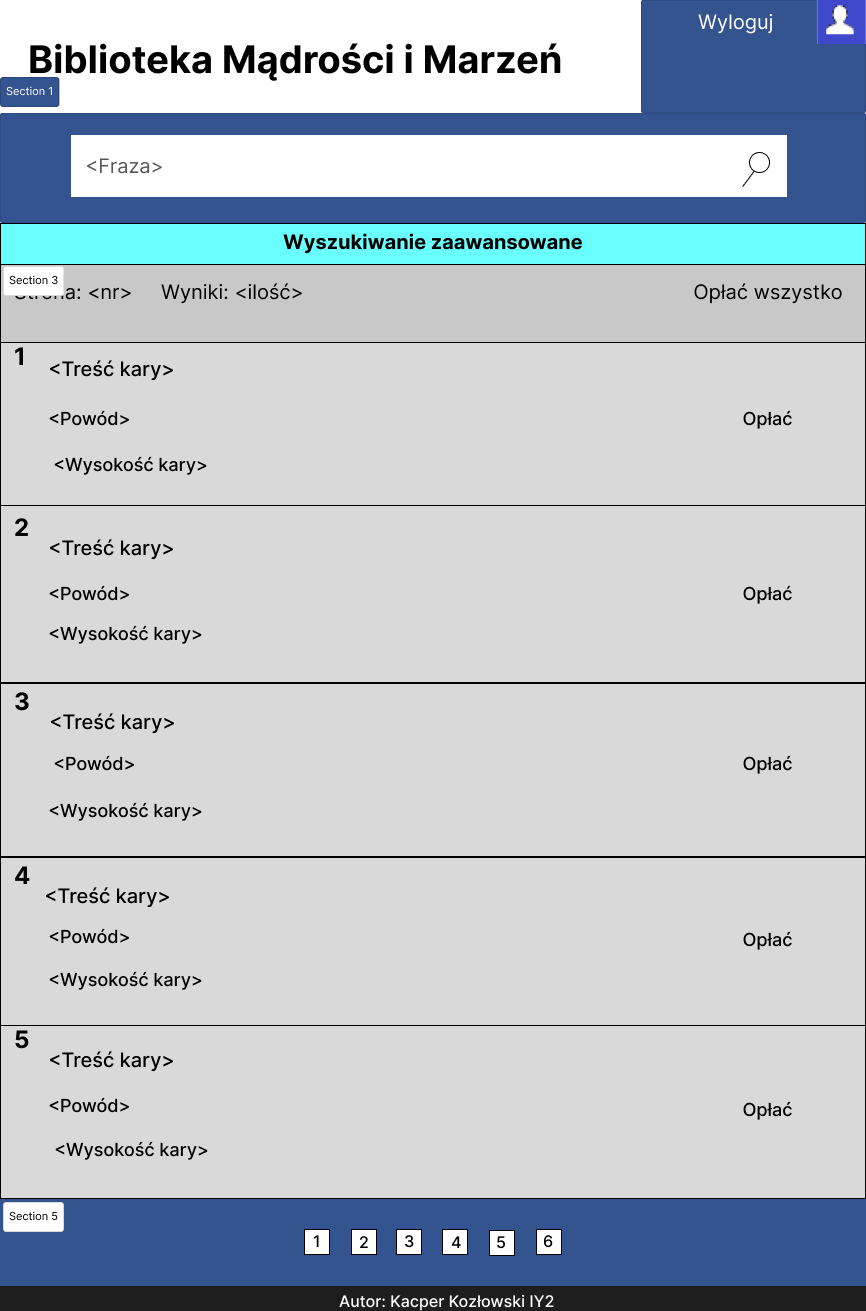 Wyloguj
Biblioteka Mądrości i Marzeń
Section 1
<Fraza>
Wyszukiwanie zaawansowane
Section 3
Strona: <nr> Wyniki: <ilość> Opłać wszystko
1
<Treść kary>
<Powód> Opłać
<Wysokość kary>
2
<Treść kary>
<Powód> Opłać
<Wysokość kary>
3
<Treść kary>
<Powód> Opłać
<Wysokość kary>
4
<Treść kary>
<Powód> Opłać
<Wysokość kary>
5
<Treść kary>
<Powód> Opłać
<Wysokość kary>
Section 5
1 2 3 4 5 6
Autor: Kacper Kozłowski IY2